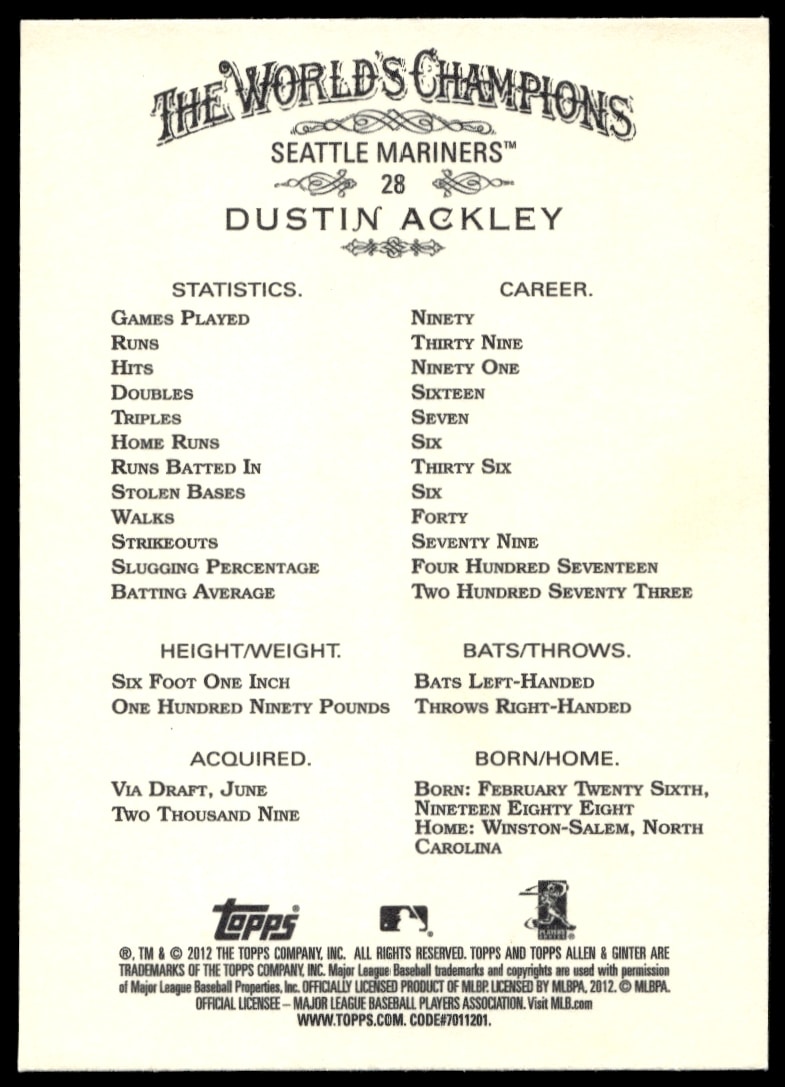 THE WORLD'S CHAMPIONS
SEATTLE MARINERS™
28
DUSTIN ACKLEY
STATISTICS. CAREER.
GAMES PLAYED NINETY
RUNS THIRTY NINE
HITS NINETY ONE
DOUBLES SIXTEEN
TRIPLES SEVEN
HOME RUNS SIX
RUNS BATTED IN THIRTY SIX
STOLEN BASES SIX
WALKS FORTY
STRIKEOUTS SEVENTY NINE
SLUGGING PERCENTAGE FOUR HUNDRED SEVENTEEN
BATTING AVERAGE TWO HUNDRED SEVENTY THREE
HEIGHT/WEIGHT.
SIX FOOT ONE INCH
ONE HUNDRED NINETY POUNDS
BATS/THROWS.
BATS LEFT-HANDED
THROWS RIGHT-HANDED
ACQUIRED.
VIA DRAFT, JUNE
TWO THOUSAND NINE
BORN/HOME.
BORN: FEBRUARY TWENTY SIXTH,
NINETEEN EIGHTY EIGHT
HOME: WINSTON-SALEM, NORTH
CAROLINA
topps®
PLAYERS CHOICE ®
®, TM & © 2012 THE TOPPS COMPANY, INC. ALL RIGHTS RESERVED. TOPPS AND TOPPS ALLEN & GINTER ARE
TRADEMARKS OF THE TOPPS COMPANY, INC. Major League Baseball trademarks and copyrights are used with permission
of Major League Baseball Properties, Inc. OFFICIALLY LICENSED PRODUCT OF MLBP. LICENSED BY MLBPA, 2012. © MLBPA.
OFFICIAL LICENSEE – MAJOR LEAGUE BASEBALL PLAYERS ASSOCIATION. Visit MLB.com
WWW.TOPPS.COM. CODE#7011201.